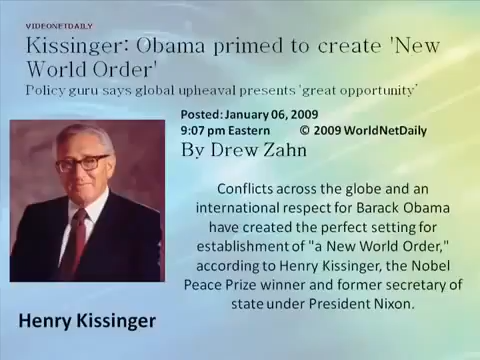 VIDEONETDAILY
Kissinger: Obama primed to create 'New
World Order'
Policy guru says global upheaval presents 'great opportunity'
Posted: January 06, 2009
9:07 pm Eastern © 2009 WorldNetDaily
By Drew Zahn
Conflicts across the globe and an
international respect for Barack Obama
have created the perfect setting for
establishment of "a New World Order,"
according to Henry Kissinger, the Nobel
Peace Prize winner and former secretary of
state under President Nixon.
Henry Kissinger